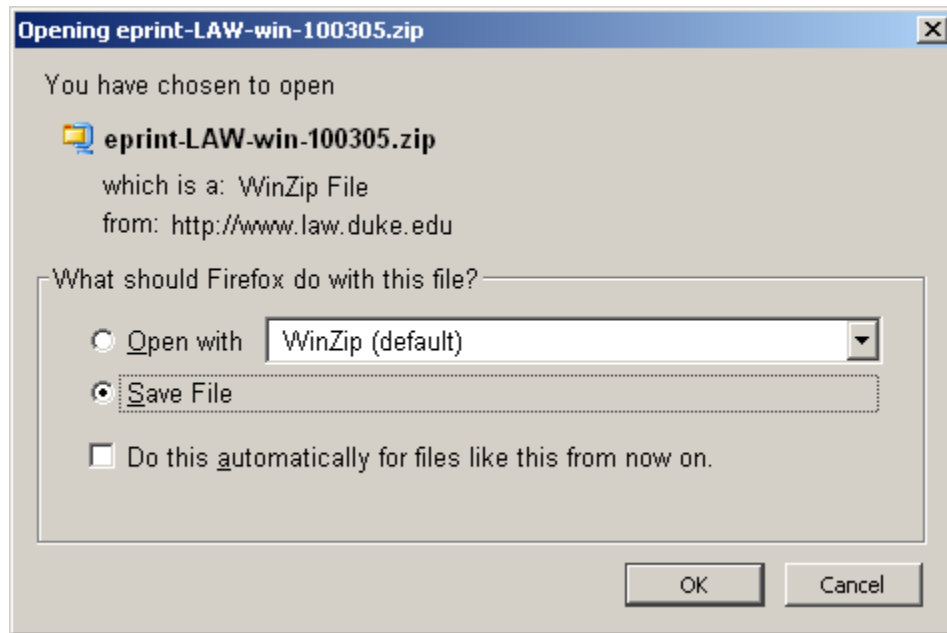 Opening eprint-LAW-win-100305.zip
You have chosen to open
eprint-LAW-win-100305.zip
which is a: WinZip File
from: http://www.law.duke.edu
What should Firefox do with this file?
Open with WinZip (default)
Save File
Do this automatically for files like this from now on.
OK Cancel